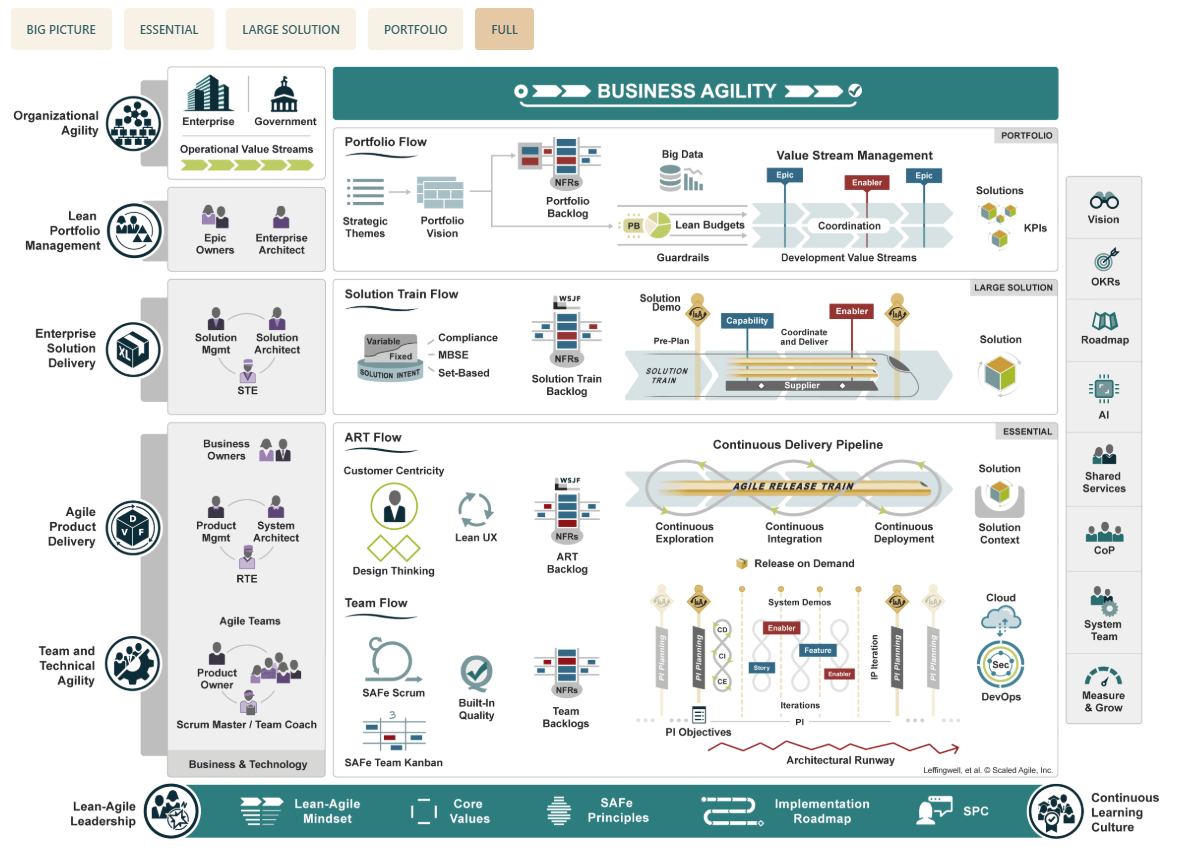 BIG PICTURE
ESSENTIAL
LARGE SOLUTION
PORTFOLIO
FULL
Organizational
Agility
Enterprise
Government
Operational Value Streams
BUSINESS AGILITY
PORTFOLIO
Portfolio Flow
Strategic
Themes
Portfolio
Vision
NFRs
Portfolio
Backlog
Big Data
PB
Lean Budgets
Guardrails
Value Stream Management
Epic
Enabler
Epic
Coordination
Development Value Streams
Solutions
KPIs
Lean
Portfolio
Management
Epic
Owners
Enterprise
Architect
Enterprise
Solution
Delivery
XL
Solution
Mgmt
Solution
Architect
STE
LARGE SOLUTION
Solution Train Flow
Variable
Fixed
SOLUTION INTENT
Compliance
MBSE
Set-Based
WSJF
NFRs
Solution Train
Backlog
Solution
Demo
I&A
Pre-Plan
Capability
Coordinate
and Deliver
Enabler
I&A
SOLUTION
TRAIN
Supplier
Solution
Agile
Product
Delivery
D
V
F
Business
Owners
Product
Mgmt
System
Architect
RTE
ESSENTIAL
ART Flow
Customer Centricity
Design Thinking
Lean UX
WSJF
NFRs
ART
Backlog
Continuous Delivery Pipeline
AGILE RELEASE TRAIN
Continuous
Exploration
Continuous
Integration
Continuous
Deployment
Release on Demand
Solution
Solution
Context
Team and
Technical
Agility
Agile Teams
Product
Owner
Scrum Master / Team Coach
Business & Technology
Team Flow
SAFe Scrum
3
SAFe Team Kanban
Built-In
Quality
NFRs
Team
Backlogs
I&A
I&A
PI Planning
PI Planning
CD
CI
CE
System Demos
Enabler
Feature
Story
Enabler
Iterations
IP Iteration
I&A
I&A
PI Planning
PI Planning
PI
PI Objectives
Architectural Runway
Cloud
Sec
DevOps
Leffingwell, et al. © Scaled Agile, Inc.
Vision
OKRs
Roadmap
AI
Shared
Services
CoP
System
Team
Measure
& Grow
Lean-Agile
Leadership
Lean-Agile
Mindset
Core
Values
SAFe
Principles
Implementation
Roadmap
SPC
Continuous
Learning
Culture